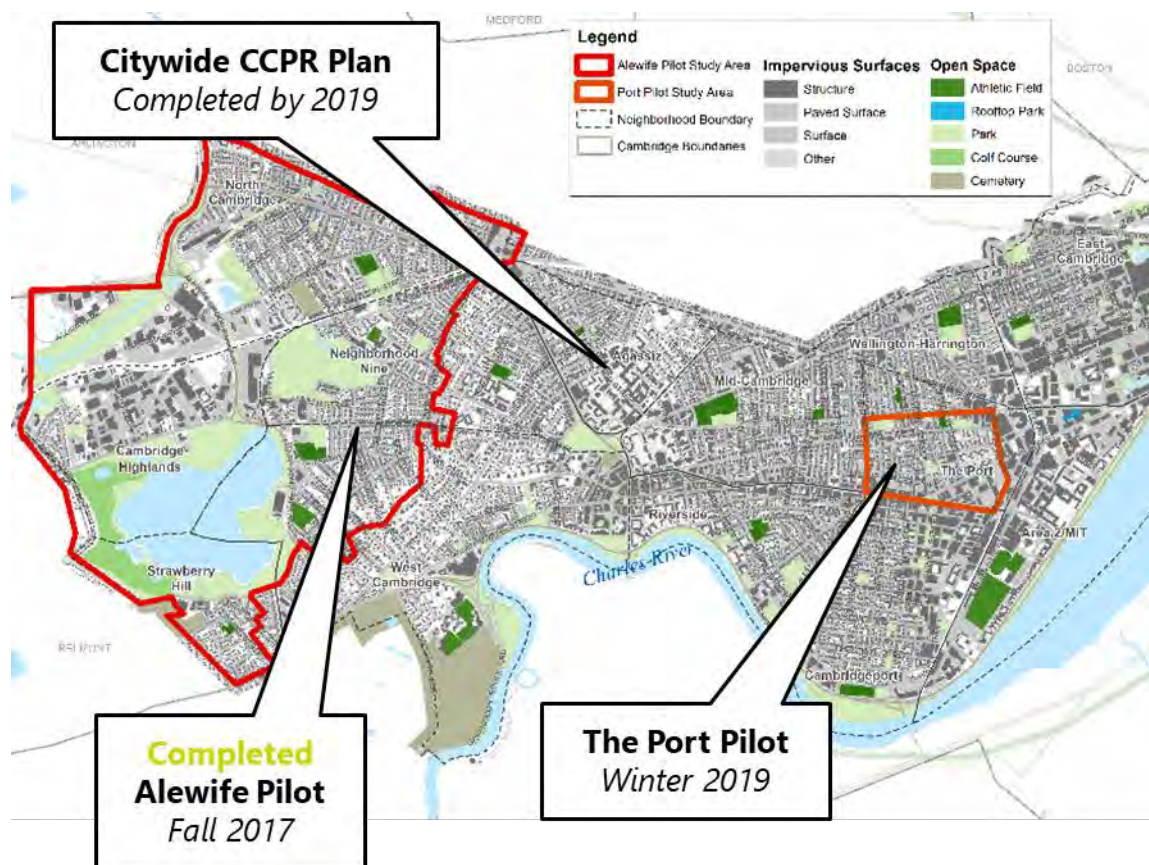 MEDFORD
Citywide CCPR Plan
Completed by 2019
Legend
Alewife Pilot Study Area
Port Pilot Study Area
Neighborhood Boundary
Cambridge Boundaries
Impervious Surfaces
Structure
Paved Surface
Surface
Other
Open Space
Athletic Field
Rooftop Park
Park
Golf Course
Cemetery
BOSTON
ARLINGTON
North
Cambridge
East
Cambridge
Neighborhood
Nine
Agassiz
Wellington-Harrington
Mid-Cambridge
Cambridge
Highlands
The Port
Riverside
Area 2/MIT
Strawberry
Hill
West
Cambridge
Charles River
BELMONT
Cambridgeport
Completed
Alewife Pilot
Fall 2017
The Port Pilot
Winter 2019